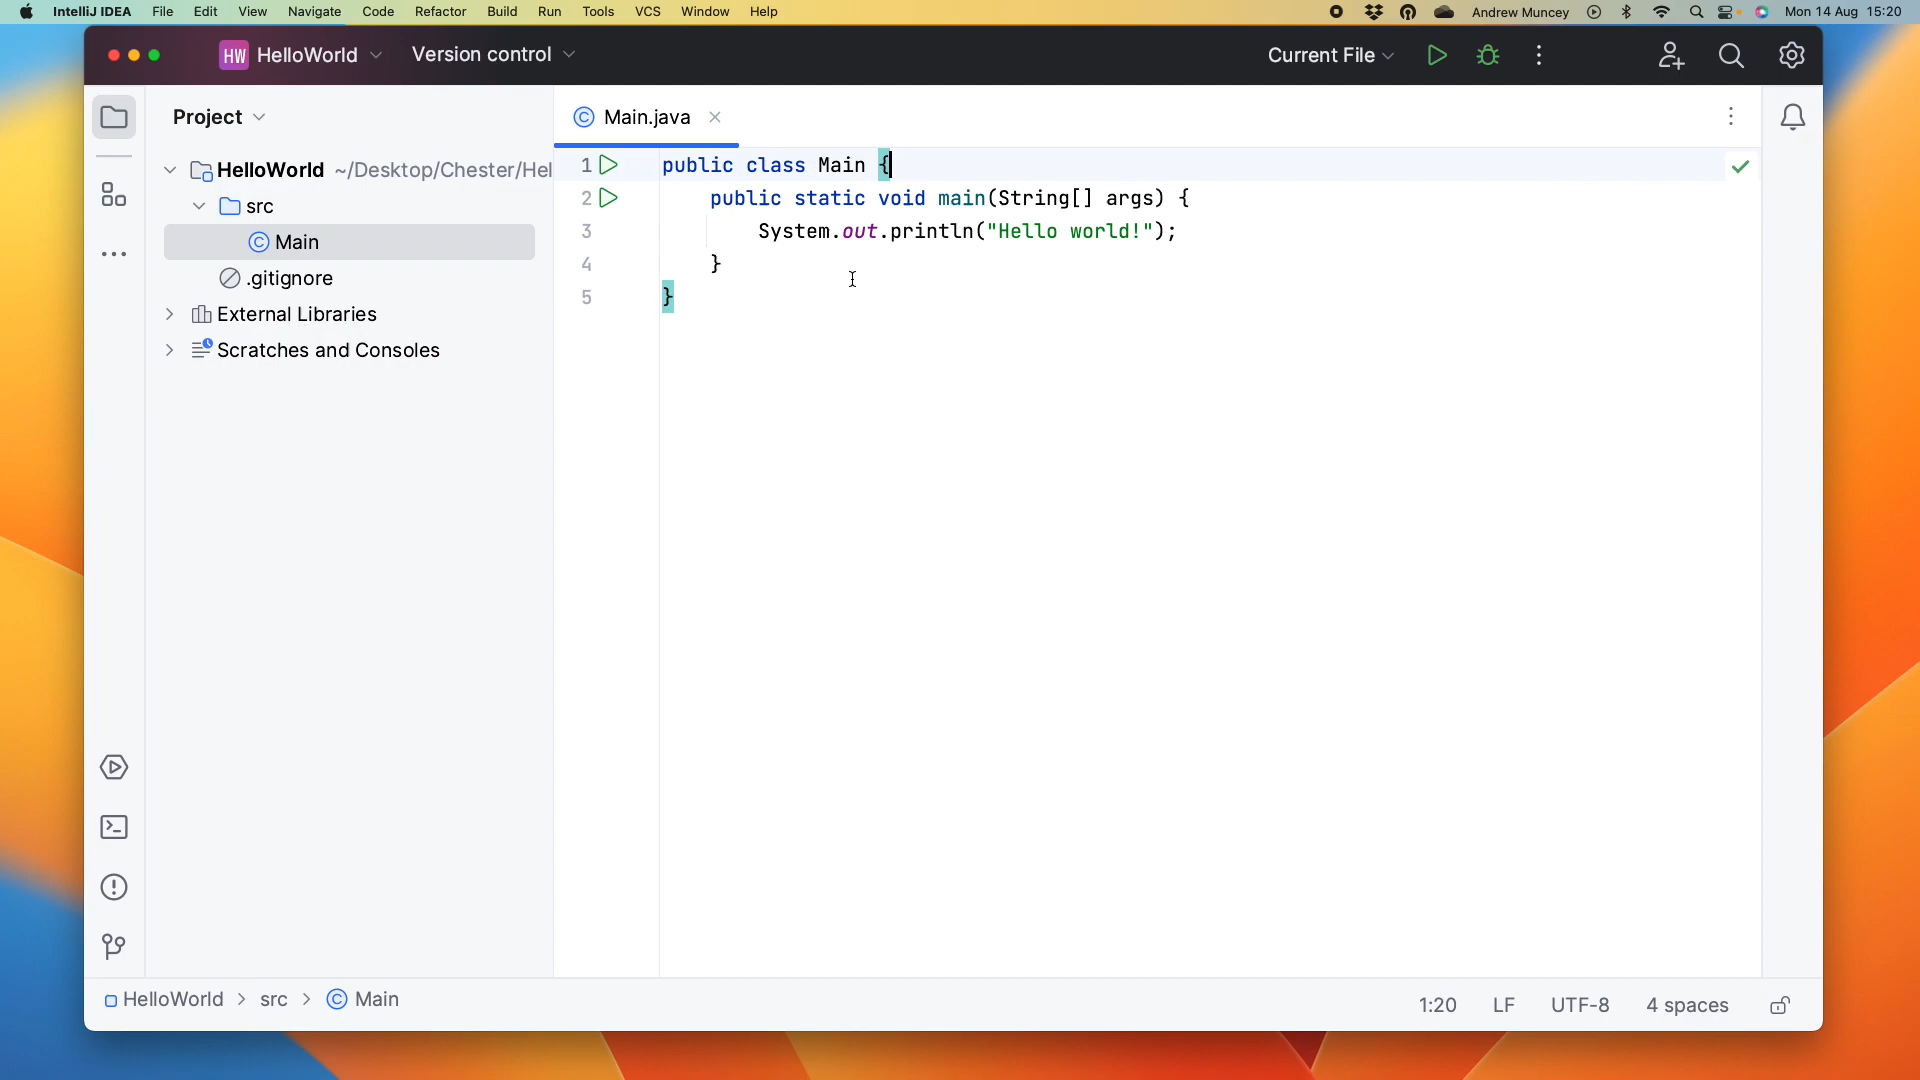 IntelliJ IDEA File Edit View Navigate Code Refactor Build Run Tools VCS Window Help Andrew Muncey Mon 14 Aug 15:20
HW HelloWorld Version control Current File
Project
Main.java
HelloWorld ~/Desktop/Chester/Hel
src
Main
.gitignore
External Libraries
Scratches and Consoles
1 public class Main {
2 public static void main(String[] args) {
3 System.out.println("Hello world!");
4 }
5 }
HelloWorld > src > Main
1:20 LF UTF-8 4 spaces